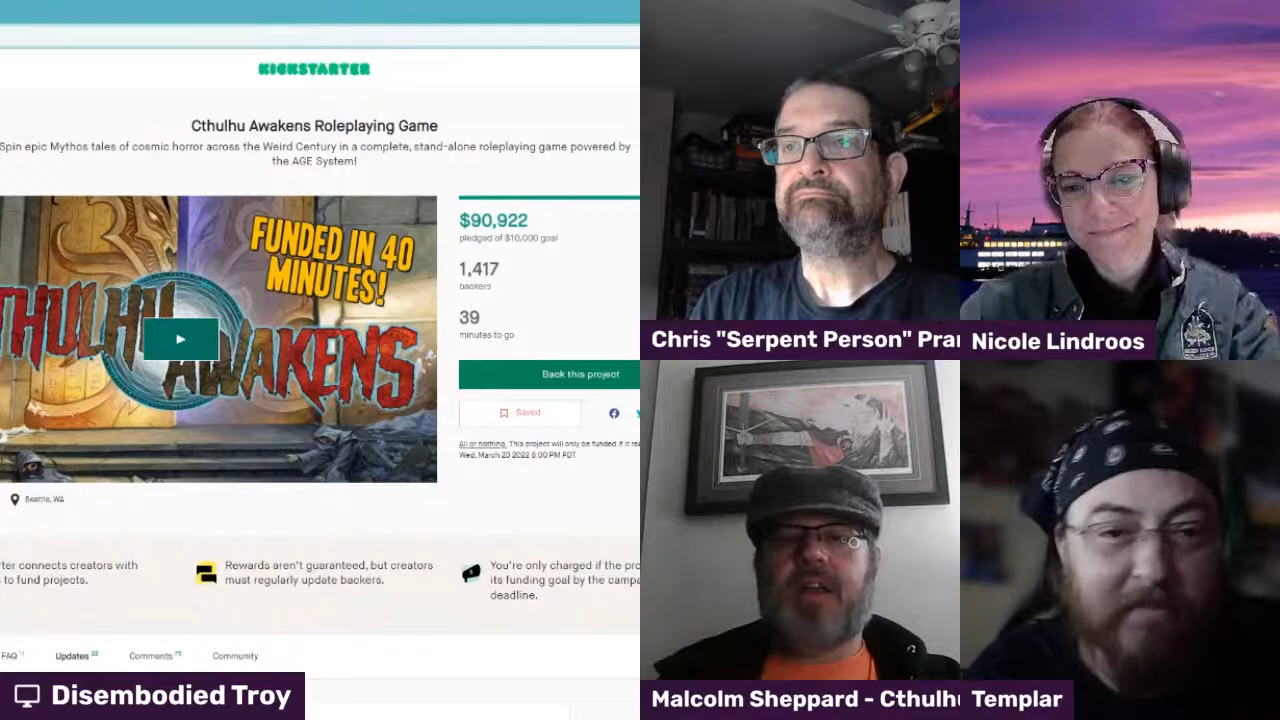 KICKSTARTER
Cthulhu Awakens Roleplaying Game
Spin epic Mythos tales of cosmic horror across the Weird Century in a complete, stand-alone roleplaying game powered by
the AGE System!
FUNDED IN 40
MINUTES!
THULHU
AWAKENS
$90,922
pledged of $10,000 goal
1,417
backers
39
minutes to go
Back this project
Saved
All or nothing. This project will only be funded if it rea
Wed, March 23 2022 8:00 PM PDT.
Seattle, WA
rter connects creators with
s to fund projects.
Rewards aren't guaranteed, but creators
must regularly update backers.
You're only charged if the pro
its funding goal by the campa
deadline.
FAQ 11 Updates 22 Comments 75 Community
Disembodied Troy
Chris "Serpent Person" Pra
Nicole Lindroos
Malcolm Sheppard - Cthulh
Templar